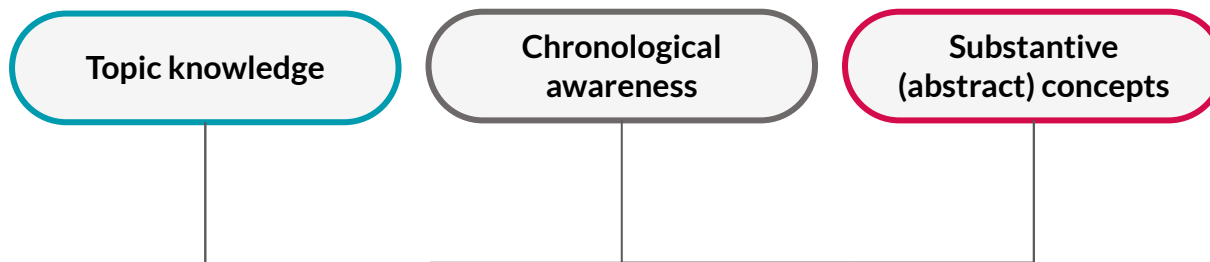 Topic knowledge
Chronological
awareness
Substantive
(abstract) concepts